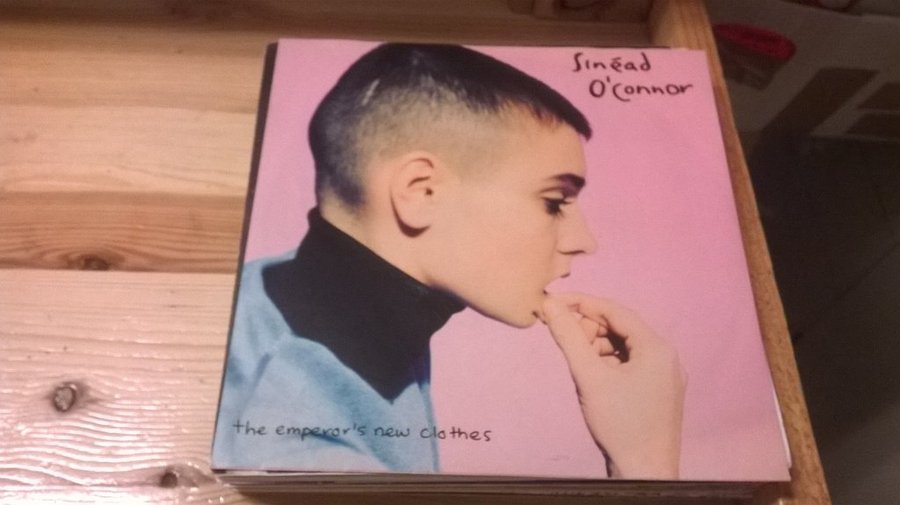 Sinéad
O'Connor
the emperor's new clothes